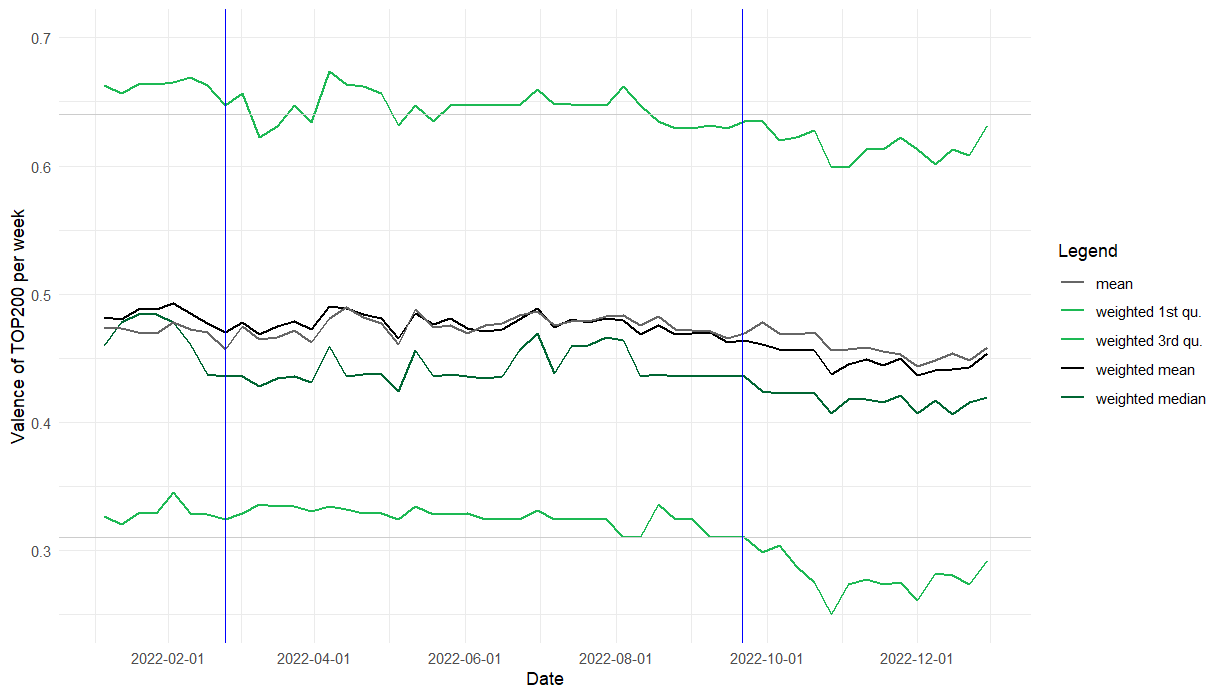 0.7
0.6
0.5
0.4
0.3
Valence of TOP200 per week
2022-02-01 2022-04-01 2022-06-01 2022-08-01 2022-10-01 2022-12-01
Date
Legend
mean
weighted 1st qu.
weighted 3rd qu.
weighted mean
weighted median